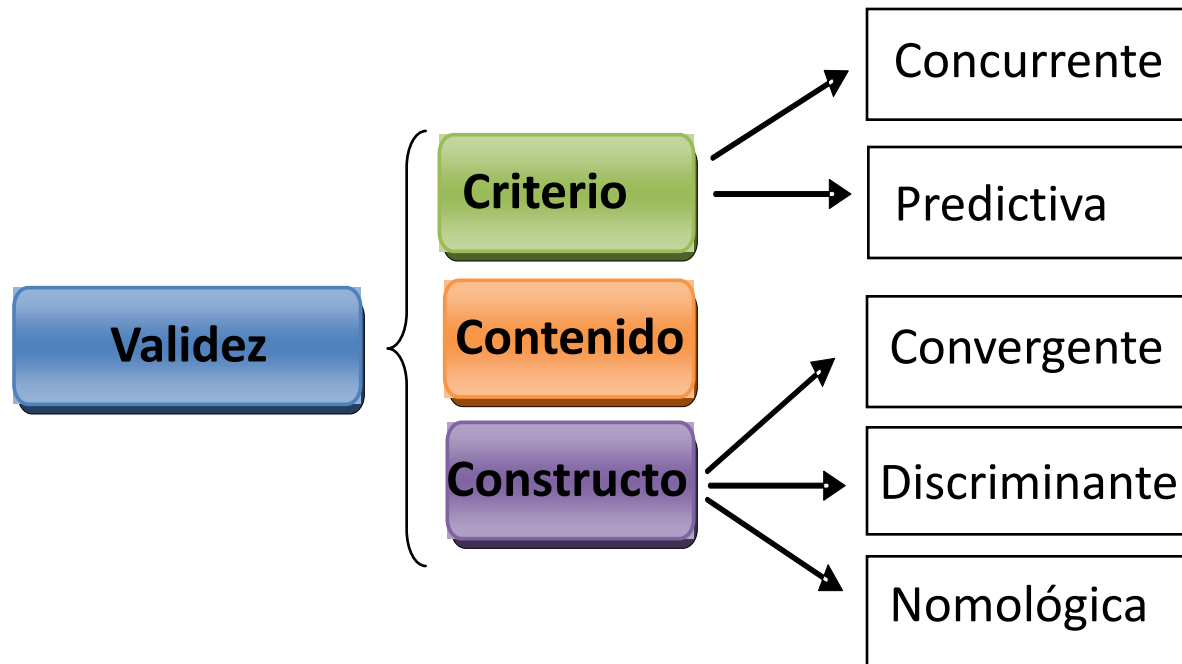 Validez
Criterio
Contenido
Constructo
Concurrente
Predictiva
Convergente
Discriminante
Nomológica